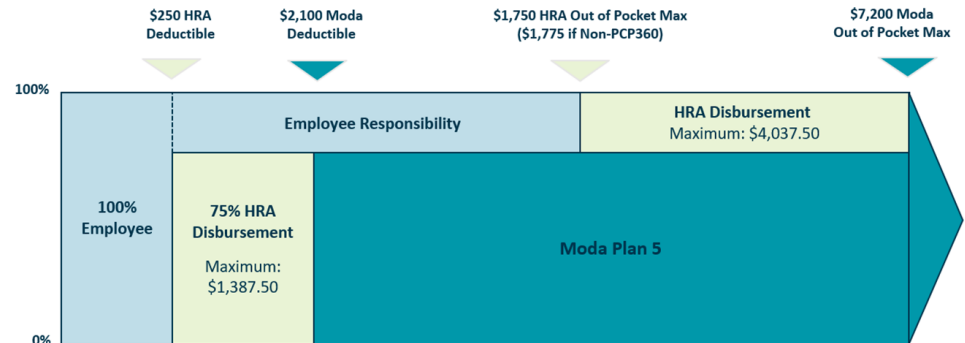 $250 HRA
Deductible
$2,100 Moda
Deductible
$1,750 HRA Out of Pocket Max
($1,775 if Non-PCP360)
$7,200 Moda
Out of Pocket Max
100%
Employee Responsibility
HRA Disbursement
Maximum: $4,037.50
100%
Employee
75% HRA
Disbursement
Maximum:
$1,387.50
Moda Plan 5
0%